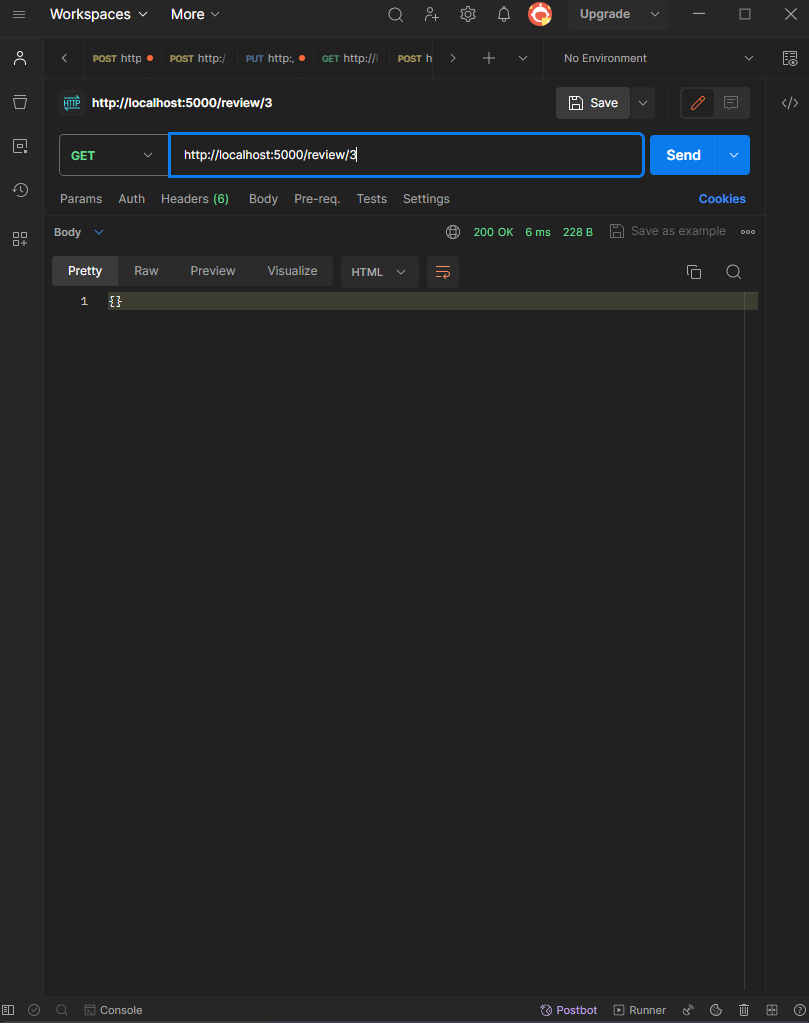 Workspaces More Upgrade
POST http POST http:/ PUT http:, GET http:// POST h No Environment
HTTP http://localhost:5000/review/3 Save
GET http://localhost:5000/review/3 Send
Params Auth Headers (6) Body Pre-req. Tests Settings Cookies
Body 200 OK 6 ms 228 B Save as example
Pretty Raw Preview Visualize HTML
1 {}
Console Postbot Runner